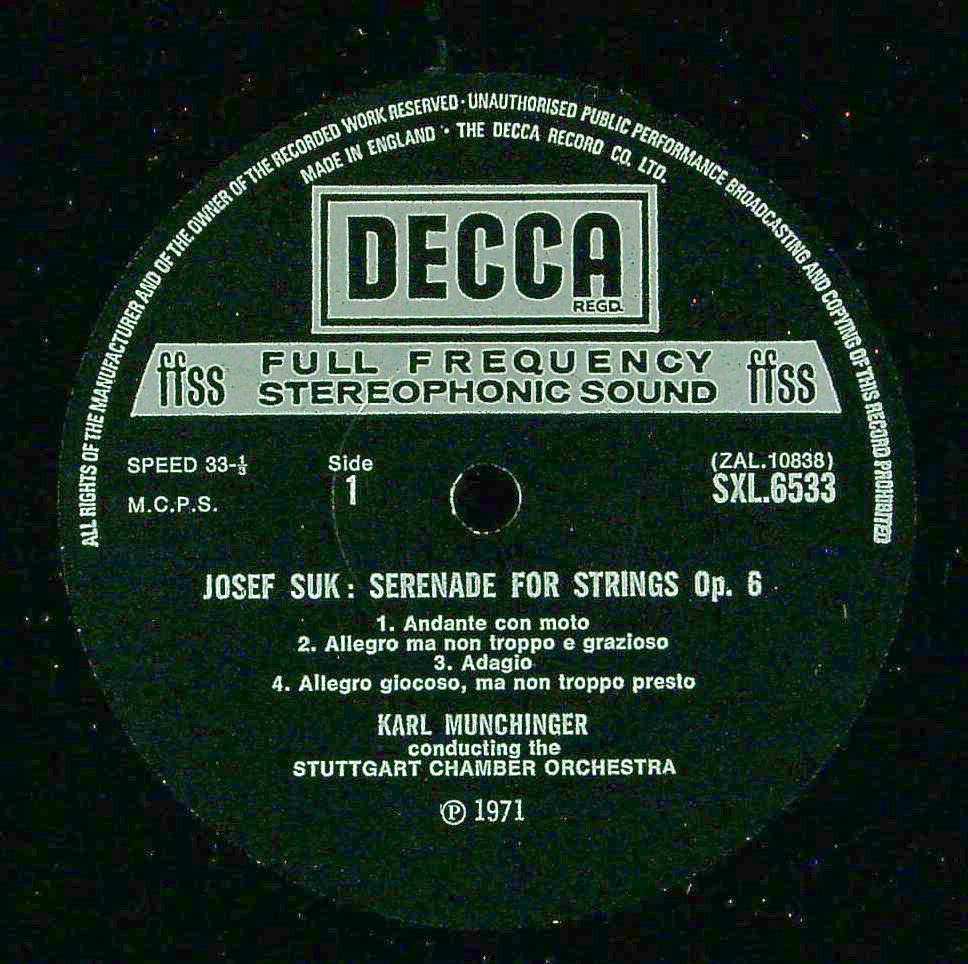 ALL RIGHTS OF THE MANUFACTURER AND OF THE OWNER OF THE RECORDED WORK RESERVED · UNAUTHORISED PUBLIC PERFORMANCE BROADCASTING AND COPYING OF THIS RECORD PROHIBITED
MADE IN ENGLAND · THE DECCA RECORD CO. LTD.
DECCA
REGD.
ffss FULL FREQUENCY ffss
STEREOPHONIC SOUND
SPEED 33-⅓ Side (ZAL.10838)
M.C.P.S. 1 SXL.6533
JOSEF SUK: SERENADE FOR STRINGS Op. 6
1. Andante con moto
2. Allegro ma non troppo e grazioso
3. Adagio
4. Allegro giocoso, ma non troppo presto
KARL MUNCHINGER
conducting the
STUTTGART CHAMBER ORCHESTRA
℗ 1971